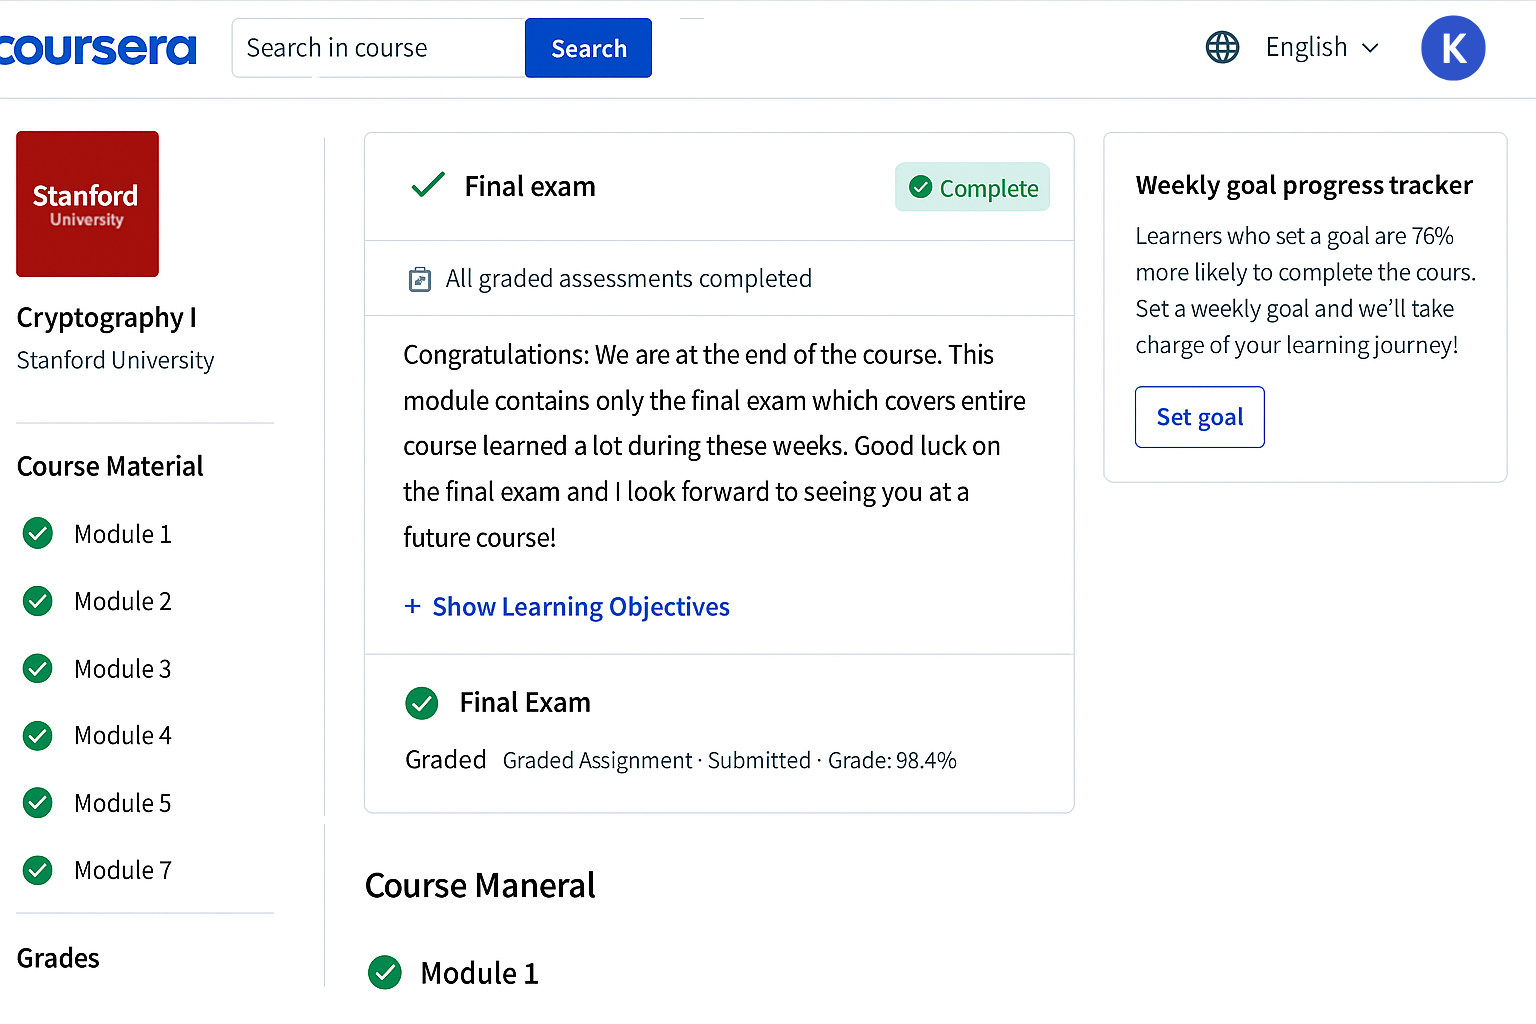 coursera
Search in course
Search
English
K
Stanford
University
Cryptography I
Stanford University
Course Material
Module 1
Module 2
Module 3
Module 4
Module 5
Module 7
Grades
Final exam
Complete
All graded assessments completed
Congratulations: We are at the end of the course. This
module contains only the final exam which covers entire
course learned a lot during these weeks. Good luck on
the final exam and I look forward to seeing you at a
future course!
+ Show Learning Objectives
Final Exam
Graded Graded Assignment · Submitted · Grade: 98.4%
Course Maneral
Module 1
Weekly goal progress tracker
Learners who set a goal are 76%
more likely to complete the cours.
Set a weekly goal and we’ll take
charge of your learning journey!
Set goal